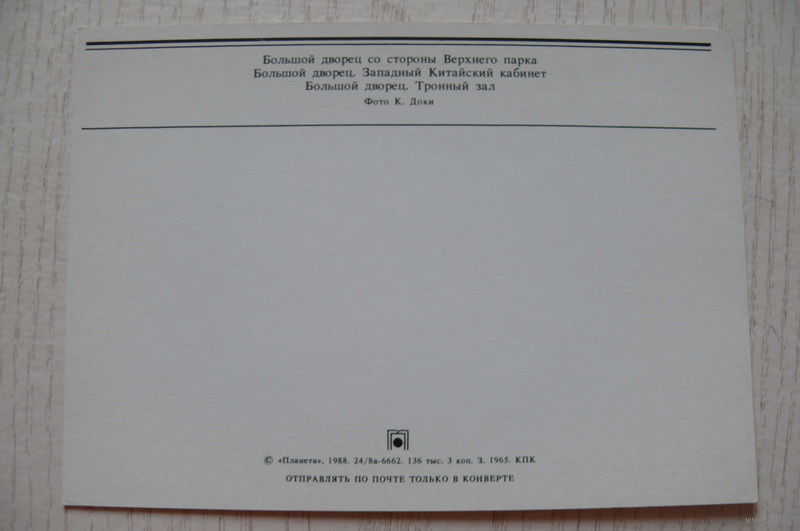 Большой дворец со стороны Верхнего парка
Большой дворец. Западный Китайский кабинет
Большой дворец. Тронный зал
Фото К. Доки
© «Планета», 1988. 24/8а-6662. 136 тыс. 3 коп. З. 1965. КПК
ОТПРАВЛЯТЬ ПО ПОЧТЕ ТОЛЬКО В КОНВЕРТЕ